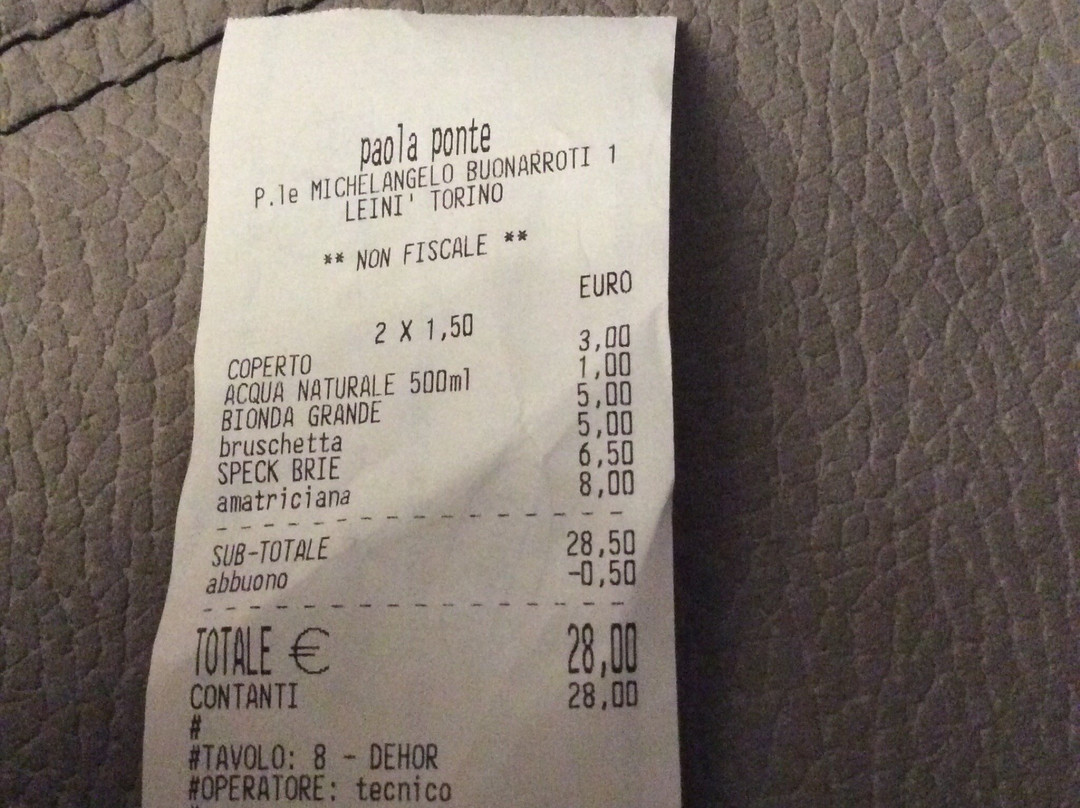 paola ponte
P.le MICHELANGELO BUONARROTI 1
LEINI' TORINO
** NON FISCALE **
EURO
2 X 1,50
COPERTO 3,00
ACQUA NATURALE 500ml 1,00
BIONDA GRANDE 5,00
bruschetta 5,00
SPECK BRIE 6,50
amatriciana 8,00
SUB-TOTALE 28,50
abbuono -0,50
TOTALE € 28,00
CONTANTI 28,00
#
#TAVOLO: 8 - DEHOR
#OPERATORE: tecnico